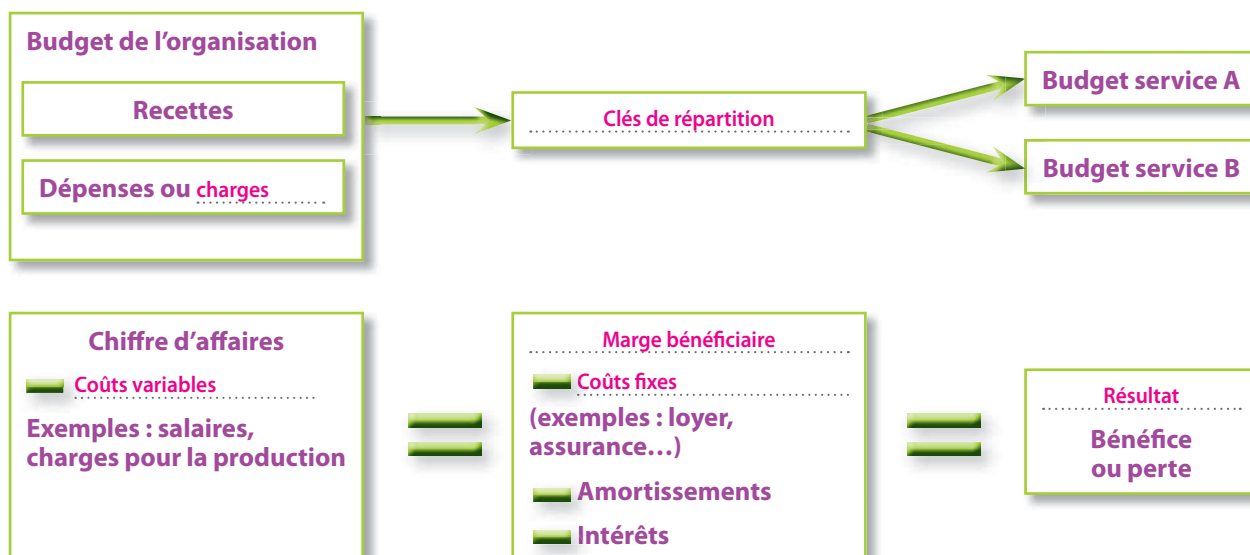 Budget de l’organisation
Recettes
Dépenses ou charges
Clés de répartition
Budget service A
Budget service B
Chiffre d’affaires
Coûts variables
Exemples : salaires,
charges pour la production
Marge bénéficiaire
Coûts fixes
(exemples : loyer,
assurance…)
Amortissements
Intérêts
Résultat
Bénéfice
ou perte